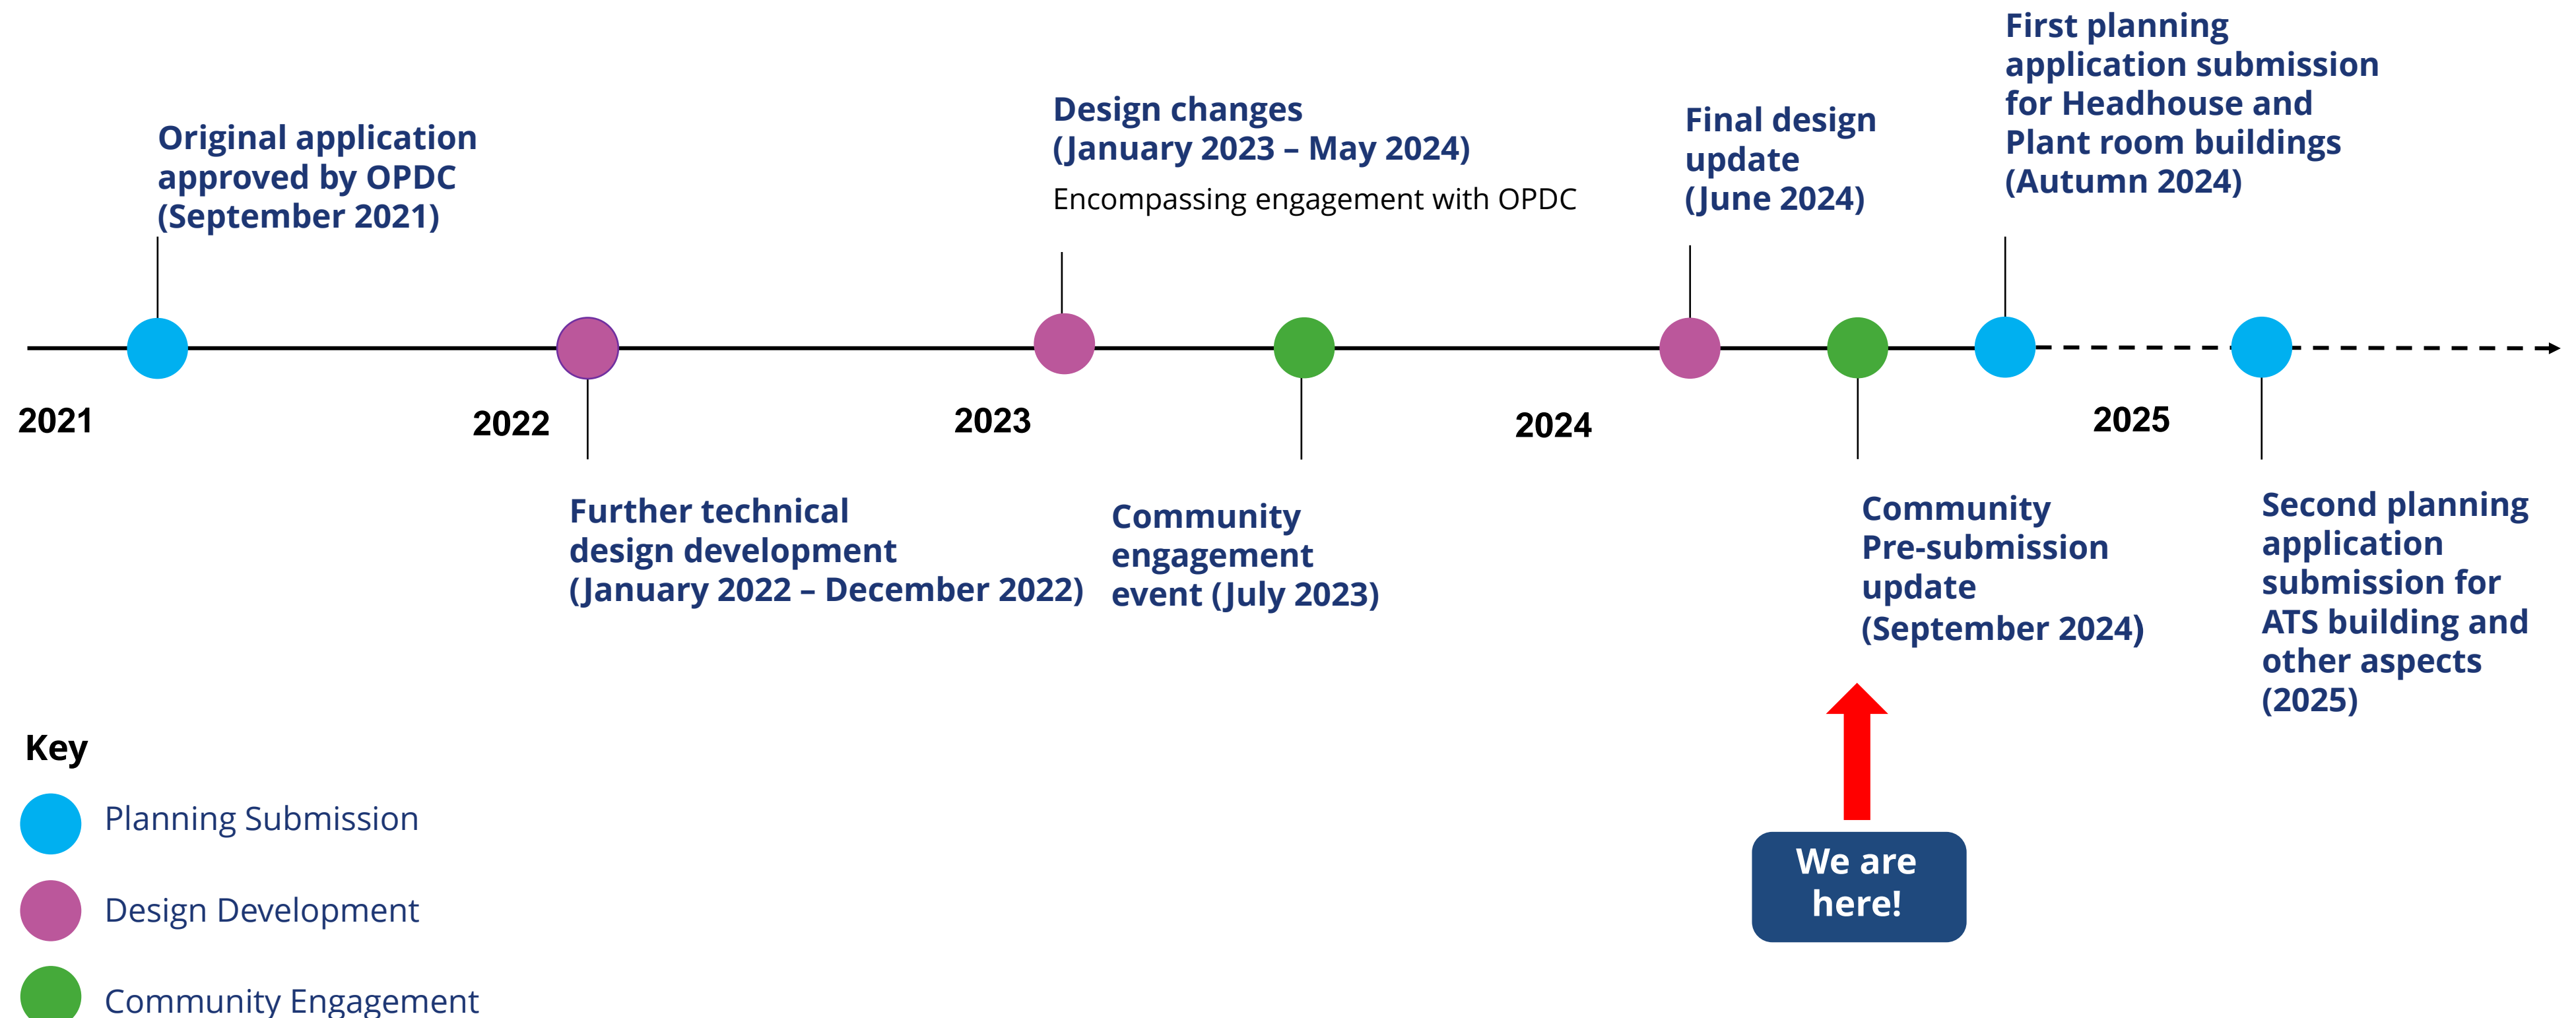 Original application
approved by OPDC
(September 2021)
Design changes
(January 2023 – May 2024)
Encompassing engagement with OPDC
Final design
update
(June 2024)
First planning
application submission
for Headhouse and
Plant room buildings
(Autumn 2024)
2021
2022
2023
2024
2025
Further technical
design development
(January 2022 – December 2022)
Community
engagement
event (July 2023)
Community
Pre-submission
update
(September 2024)
Second planning
application
submission for
ATS building and
other aspects
(2025)
We are
here!
Key
Planning Submission
Design Development
Community Engagement